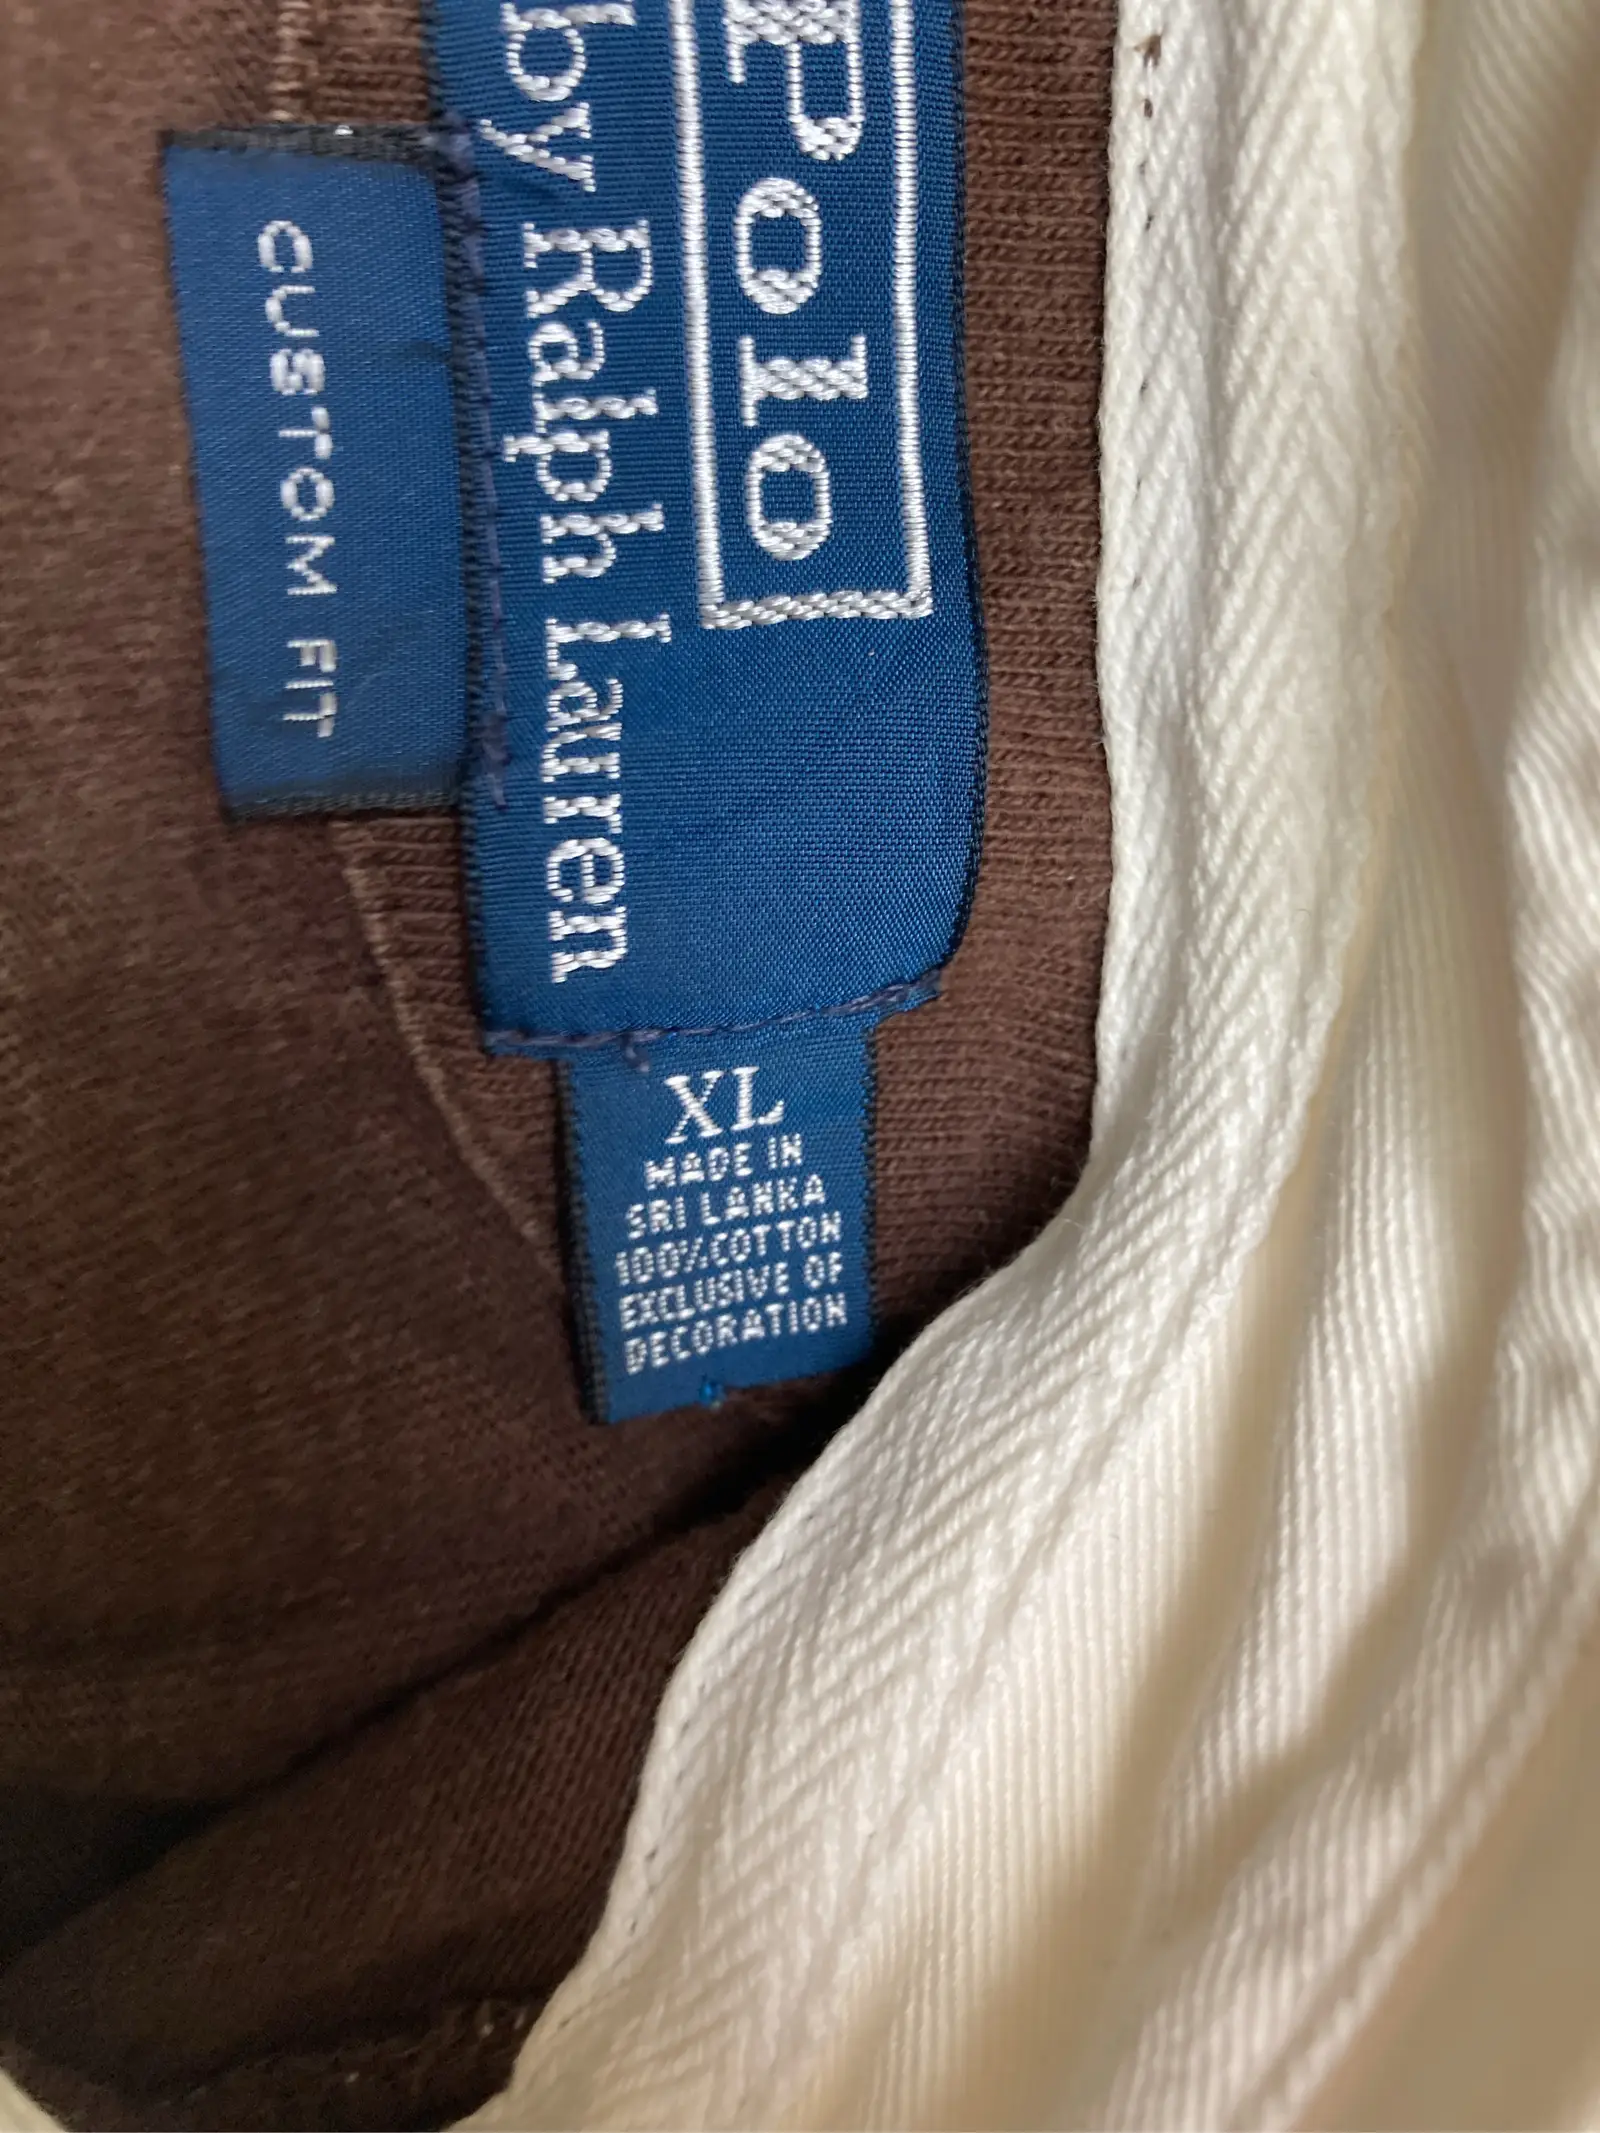 Polo
by Ralph Lauren
CUSTOM FIT
XL
MADE IN
SRI LANKA
100%COTTON
EXCLUSIVE OF
DECORATION